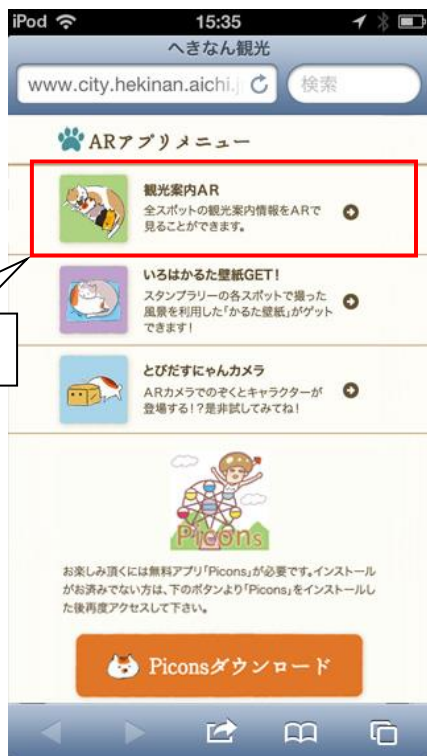 iPod 15:35
へきなん観光
www.city.hekinan.aichi.j
検索
ARアプリメニュー
観光案内AR
全スポットの観光案内情報をARで
見ることができます。
いろはかるた壁紙GET!
スタンプラリーの各スポットで撮った
風景を利用した「かるた壁紙」がゲット
できます!
とびだすにゃんカメラ
ARカメラでのぞくとキャラクターが
登場する!?是非試してみてね!
Picons
お楽しみ頂くには無料アプリ「Picons」が必要です。インストール
がお済みでない方は、下のボタンより「Picons」をインストールし
た後再度アクセスして下さい。
Piconsダウンロード